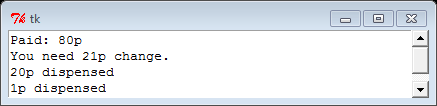 tk
Paid: 80p
You need 21p change.
20p dispensed
1p dispensed